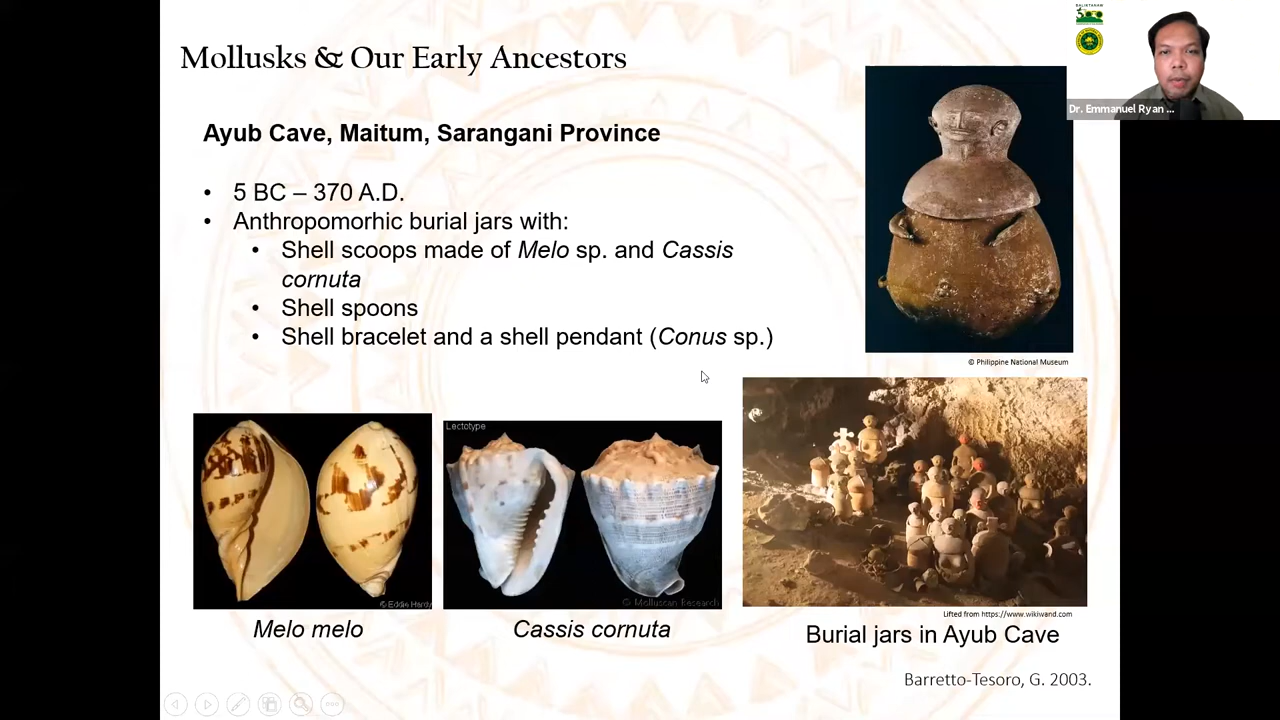 Mollusks & Our Early Ancestors
Ayub Cave, Maitum, Sarangani Province
• 5 BC – 370 A.D.
• Anthropomorhic burial jars with:
• Shell scoops made of Melo sp. and Cassis
cornuta
• Shell spoons
• Shell bracelet and a shell pendant (Conus sp.)
Dr. Emmanuel Ryan ...
© Philippine National Museum
Lectotype
© Eddie Hardy
© Molluscan Research
Melo melo
Cassis cornuta
Lifted from https://www.wikiwand.com
Burial jars in Ayub Cave
Barretto-Tesoro, G. 2003.